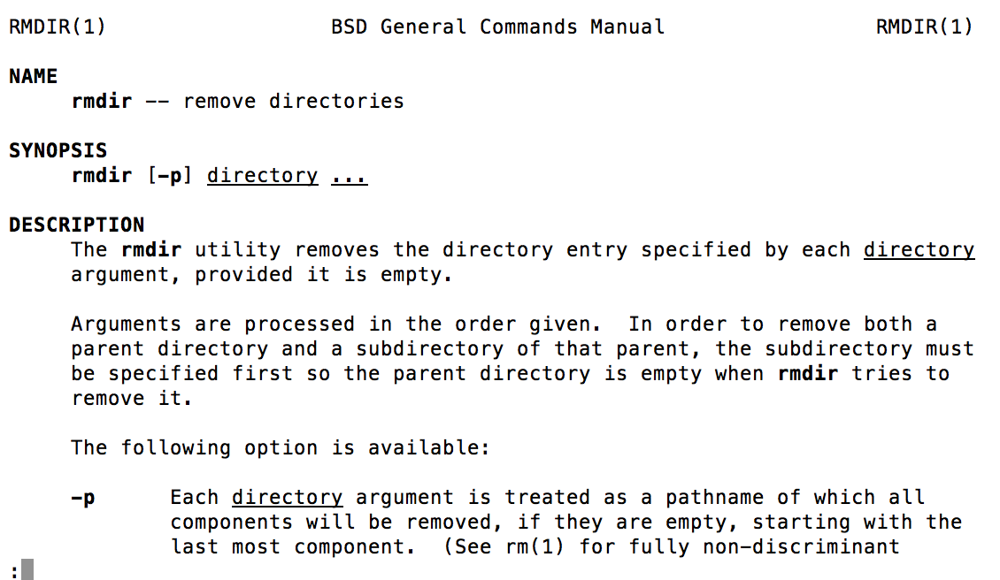 RMDIR(1) BSD General Commands Manual RMDIR(1)
NAME
rmdir -- remove directories
SYNOPSIS
rmdir [-p] directory ...
DESCRIPTION
The rmdir utility removes the directory entry specified by each directory
argument, provided it is empty.
Arguments are processed in the order given.  In order to remove both a
parent directory and a subdirectory of that parent, the subdirectory must
be specified first so the parent directory is empty when rmdir tries to
remove it.
The following option is available:
-p Each directory argument is treated as a pathname of which all
components will be removed, if they are empty, starting with the
last most component.  (See rm(1) for fully non-discriminant
: